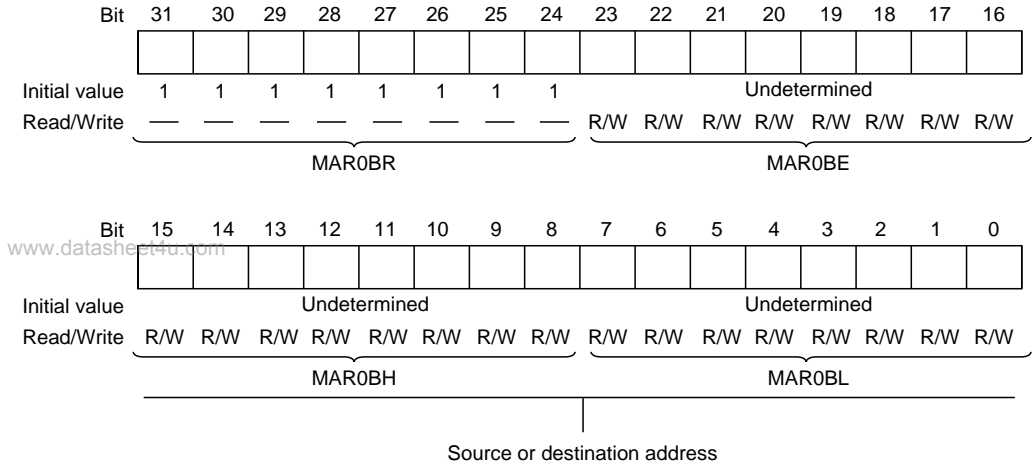 Bit 31 30 29 28 27 26 25 24 23 22 21 20 19 18 17 16
Initial value 1 1 1 1 1 1 1 1 Undetermined
Read/Write — — — — — — — — R/W R/W R/W R/W R/W R/W R/W R/W
MAR0BR MAR0BE
Bit 15 14 13 12 11 10 9 8 7 6 5 4 3 2 1 0
www.datasheet4u.com
Initial value Undetermined Undetermined
Read/Write R/W R/W R/W R/W R/W R/W R/W R/W R/W R/W R/W R/W R/W R/W R/W R/W
MAR0BH MAR0BL
Source or destination address